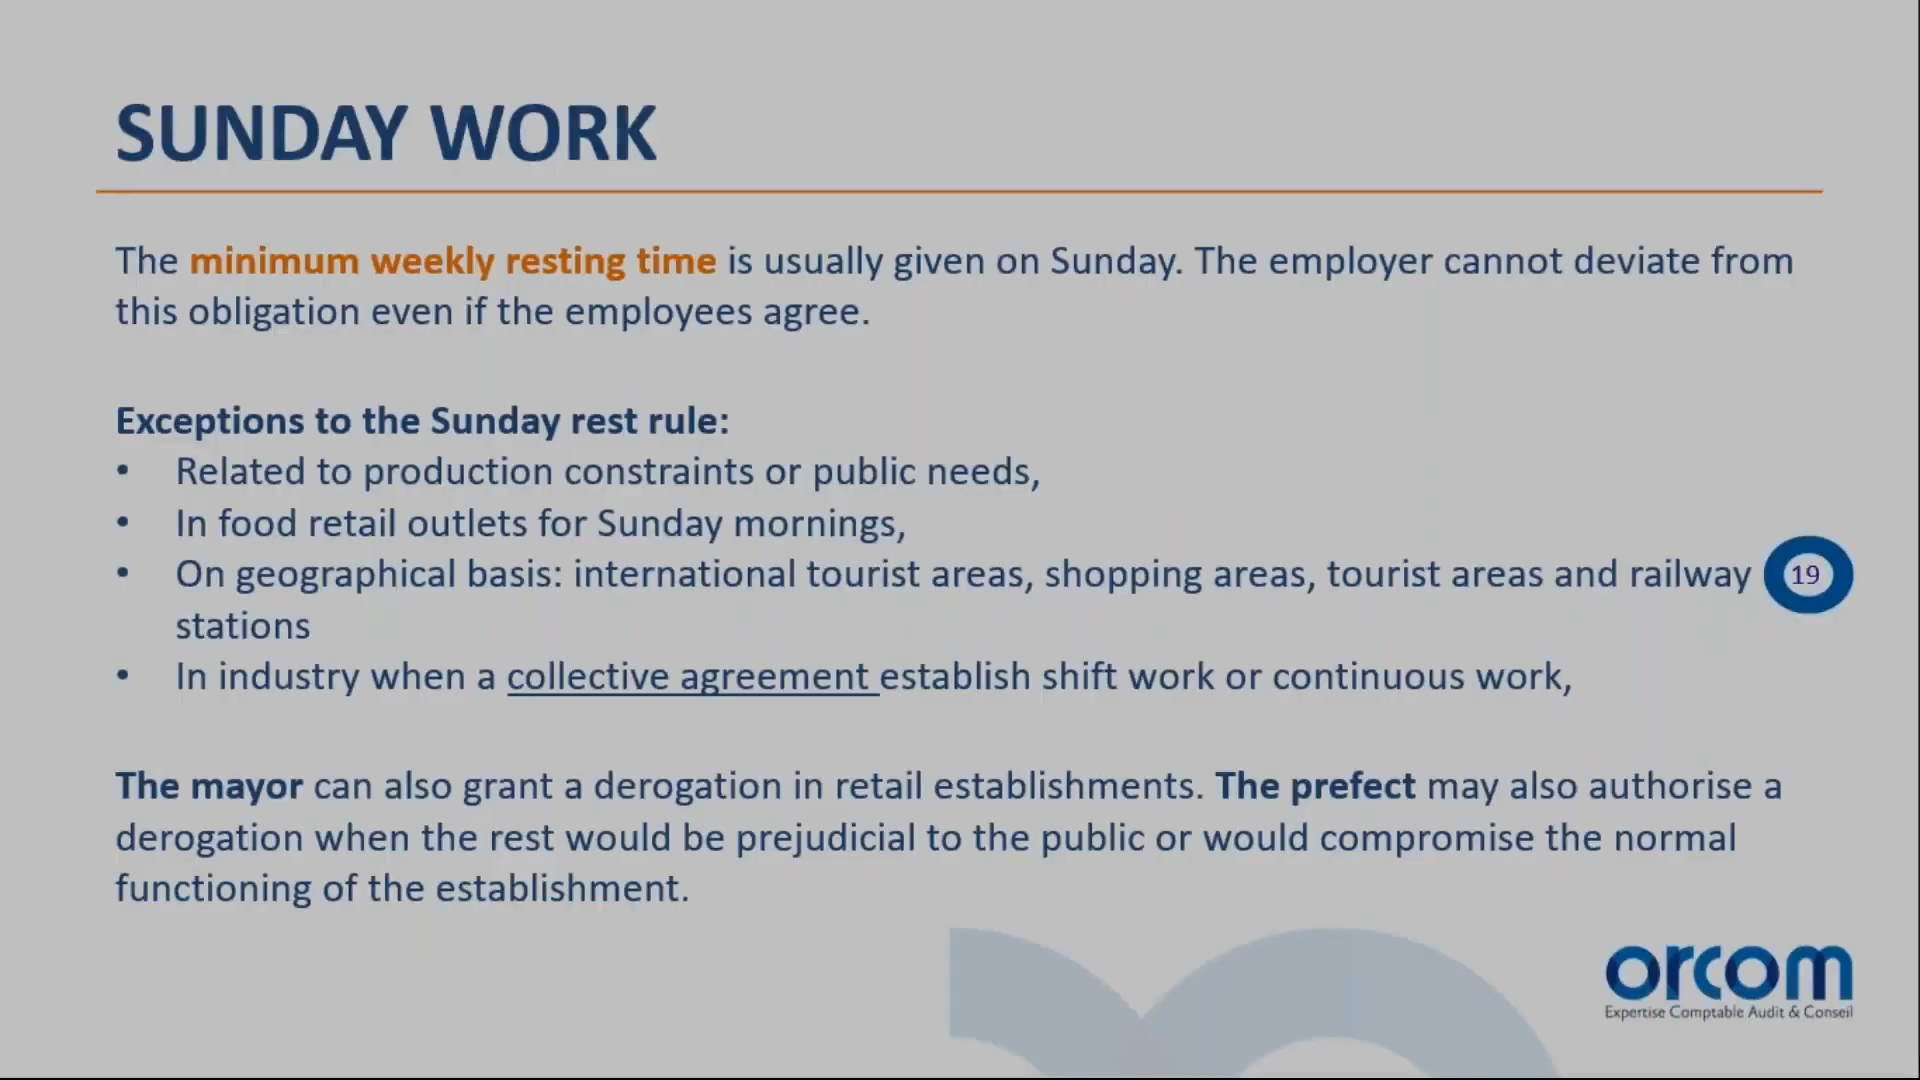 SUNDAY WORK
The minimum weekly resting time is usually given on Sunday. The employer cannot deviate from
this obligation even if the employees agree.
Exceptions to the Sunday rest rule:
• Related to production constraints or public needs,
• In food retail outlets for Sunday mornings,
• On geographical basis: international tourist areas, shopping areas, tourist areas and railway
19
stations
• In industry when a collective agreement establish shift work or continuous work,
The mayor can also grant a derogation in retail establishments. The prefect may also authorise a
derogation when the rest would be prejudicial to the public or would compromise the normal
functioning of the establishment.
orcom
Expertise Comptable Audit & Conseil